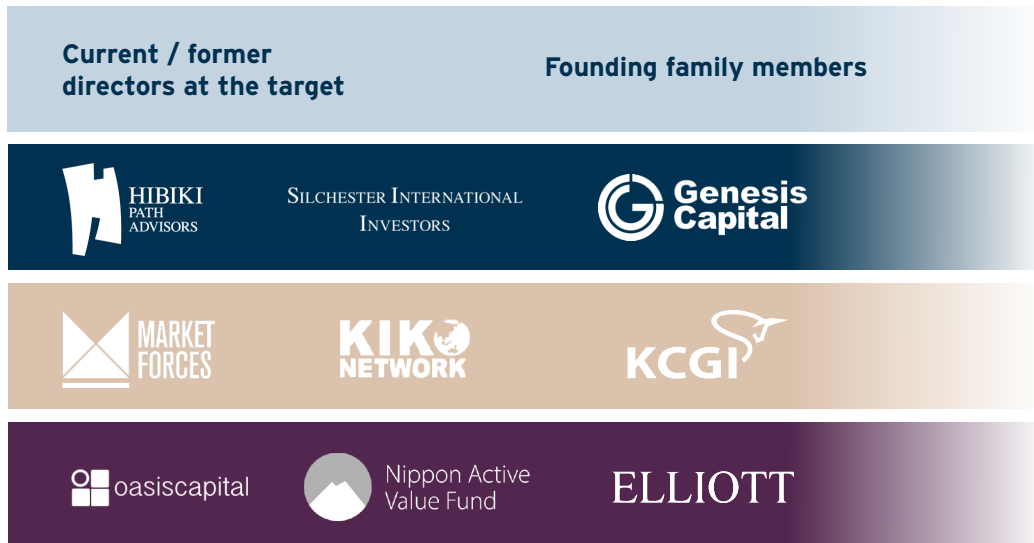 Current / former
directors at the target
Founding family members
HIBIKI
PATH
ADVISORS
SILCHESTER INTERNATIONAL
INVESTORS
Genesis
Capital
MARKET
FORCES
KIKO
NETWORK
KCGI
oasiscapital
Nippon Active
Value Fund
ELLIOTT